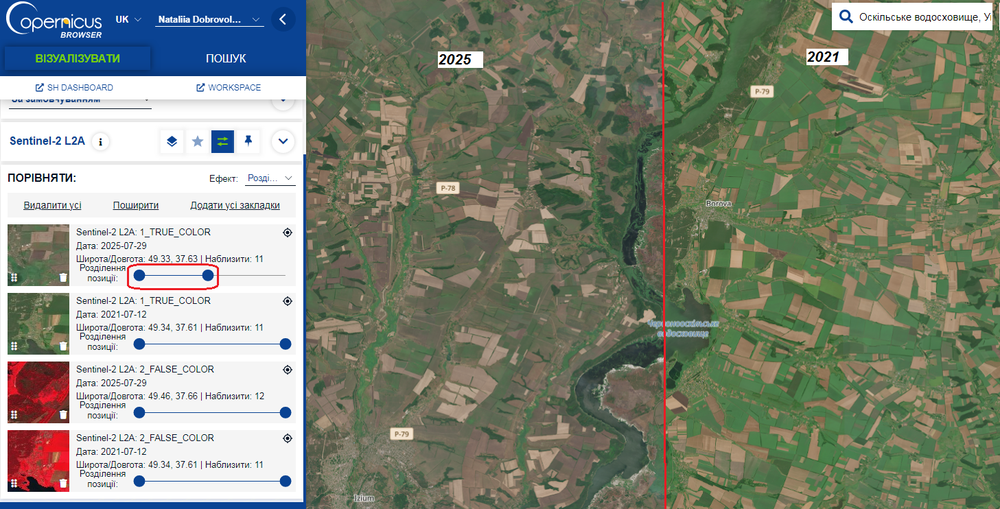 opernicus
BROWSER
UK
Nataliia Dobrovol...
ВІЗУАЛІЗУВАТИ
ПОШУК
SH DASHBOARD
WORKSPACE
За замовчуванням
Sentinel-2 L2A
i
ПОРІВНЯТИ:
Ефект:
Розді...
Видалити усі
Поширити
Додати усі закладки
Sentinel-2 L2A: 1_TRUE_COLOR
Дата: 2025-07-29
Широта/Довгота: 49.33, 37.63 | Наблизити: 11
Розділення
позиції:
Sentinel-2 L2A: 1_TRUE_COLOR
Дата: 2021-07-12
Широта/Довгота: 49.34, 37.61 | Наблизити: 11
Розділення
позиції:
Sentinel-2 L2A: 2_FALSE_COLOR
Дата: 2025-07-29
Широта/Довгота: 49.46, 37.66 | Наблизити: 12
Розділення
позиції:
Sentinel-2 L2A: 2_FALSE_COLOR
Дата: 2021-07-12
Широта/Довгота: 49.34, 37.61 | Наблизити: 11
Розділення
позиції:
Оскільське водосховище,
2025
2021
P-79
P-78
Borova
Червонооскільське
водосховище
P-79
Izium